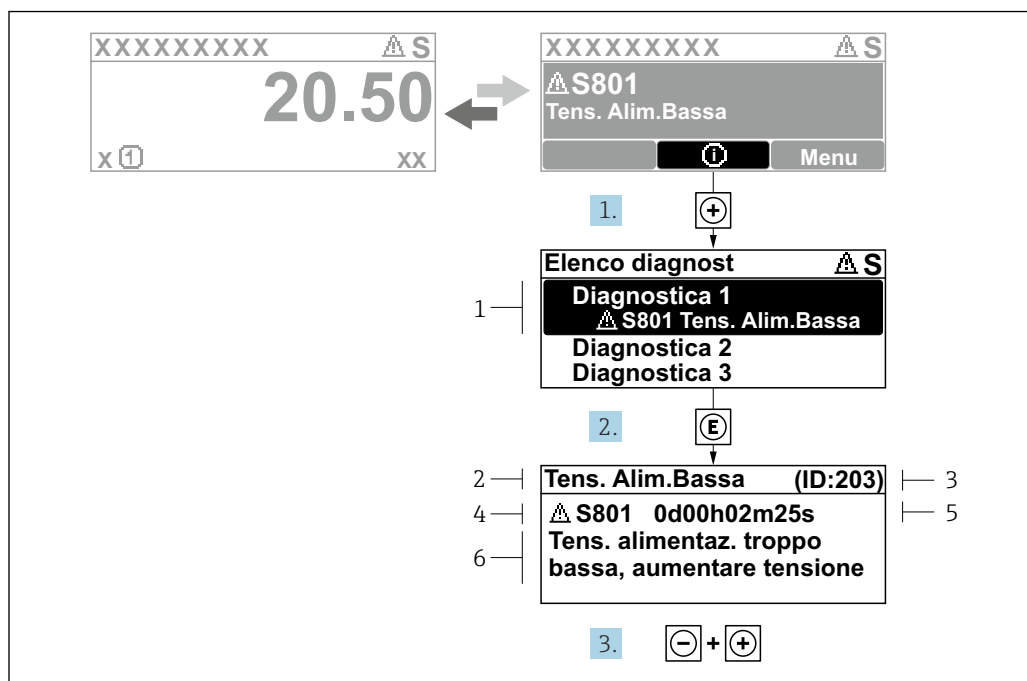 XXXXXXXXX ⚠ S
20.50
X ① XX
XXXXXXXXX ⚠ S
⚠ S801
Tens. Alim.Bassa
ⓘ Menu
1. +
Elenco diagnost ⚠ S
1 Diagnostica 1
⚠ S801 Tens. Alim.Bassa
Diagnostica 2
Diagnostica 3
2. E
2 Tens. Alim.Bassa (ID:203) 3
4 ⚠ S801 0d00h02m25s 5
6 Tens. alimentaz. troppo
bassa, aumentare tensione
3. - + +